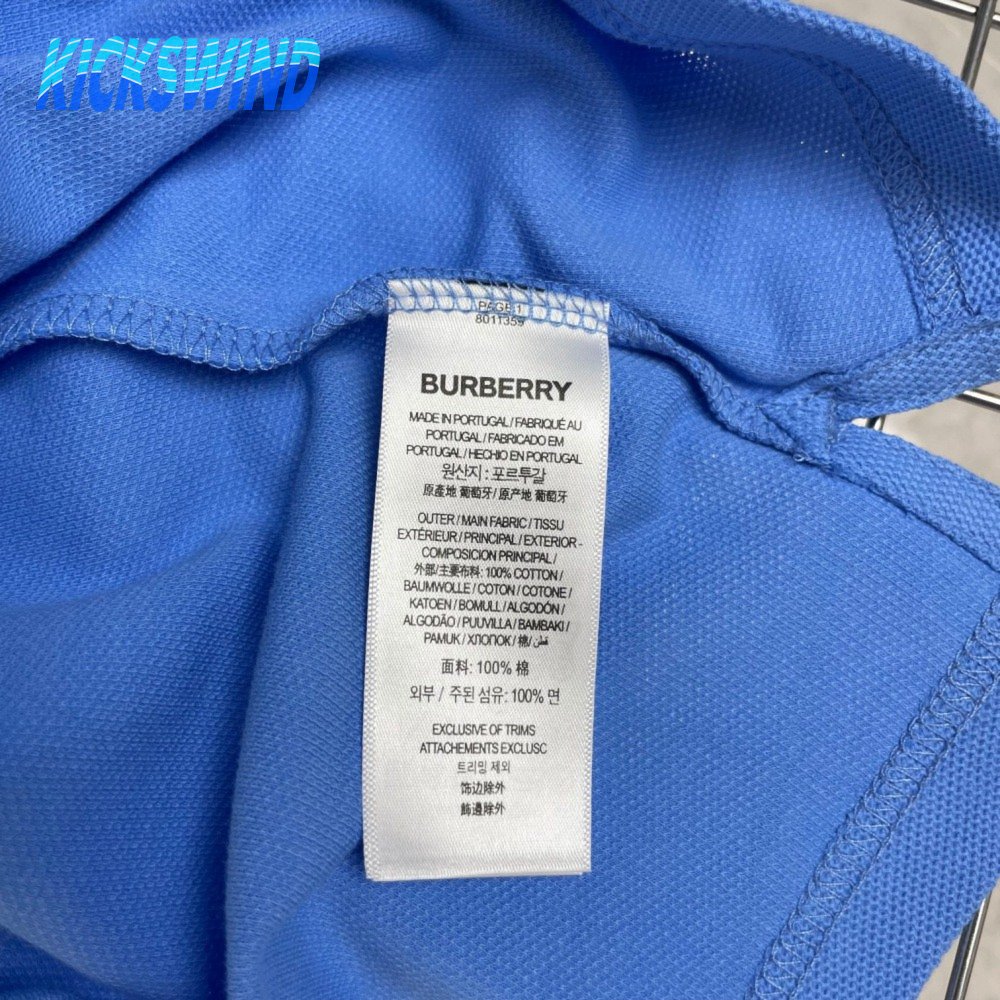 KICKSWIND
PAGE 1
8011359
BURBERRY
MADE IN PORTUGAL / FABRIQUÉ AU
PORTUGAL / FABRICADO EM
PORTUGAL / HECHO EN PORTUGAL
원산지 : 포르투갈
原產地 葡萄牙 / 原产地 葡萄牙
OUTER / MAIN FABRIC / TISSU
EXTÉRIEUR / PRINCIPAL / EXTERIOR -
COMPOSICION PRINCIPAL /
外部/主要布料: 100% COTTON /
BAUMWOLLE / COTON / COTONE /
KATOEN / BOMULL / ALGODÓN /
ALGODÃO / PUUVILLA / BAMBAKI /
PAMUK / ХЛОПОК / 棉 / قطن
面料: 100% 棉
외부 / 주된 섬유: 100% 면
EXCLUSIVE OF TRIMS
ATTACHEMENTS EXCLUSC
트리밍 제외
饰边除外
飾邊除外